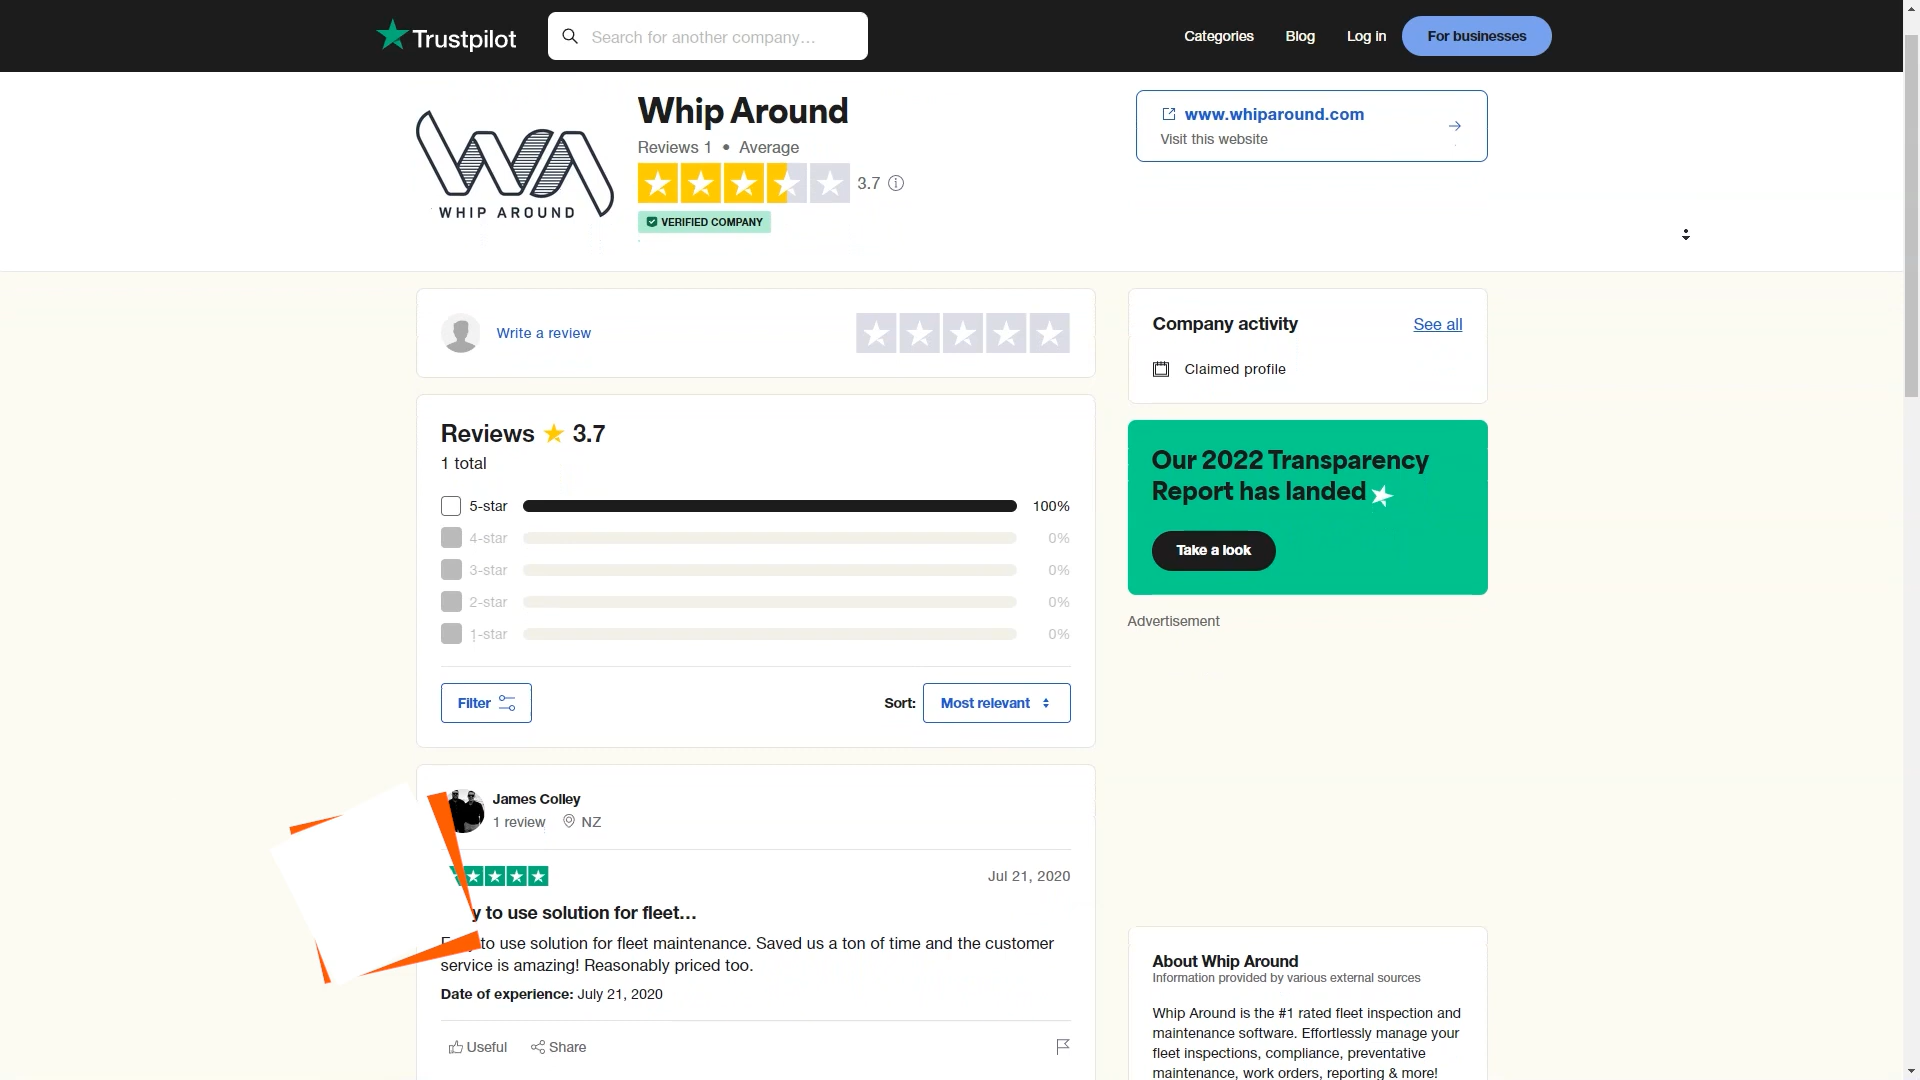 Trustpilot
Search for another company…
Categories
Blog
Log in
For businesses
WHIP AROUND
Whip Around
Reviews 1 • Average
3.7
VERIFIED COMPANY
www.whiparound.com
Visit this website
Write a review
Reviews ★ 3.7
1 total
5-star 100%
4-star 0%
3-star 0%
2-star 0%
1-star 0%
Filter
Sort: Most relevant
James Colley
1 review NZ
Jul 21, 2020
y to use solution for fleet…
to use solution for fleet maintenance. Saved us a ton of time and the customer
service is amazing! Reasonably priced too.
Date of experience: July 21, 2020
Useful
Share
Company activity
See all
Claimed profile
Our 2022 Transparency
Report has landed
Take a look
Advertisement
About Whip Around
Information provided by various external sources
Whip Around is the #1 rated fleet inspection and
maintenance software. Effortlessly manage your
fleet inspections, compliance, preventative
maintenance, work orders, reporting & more!